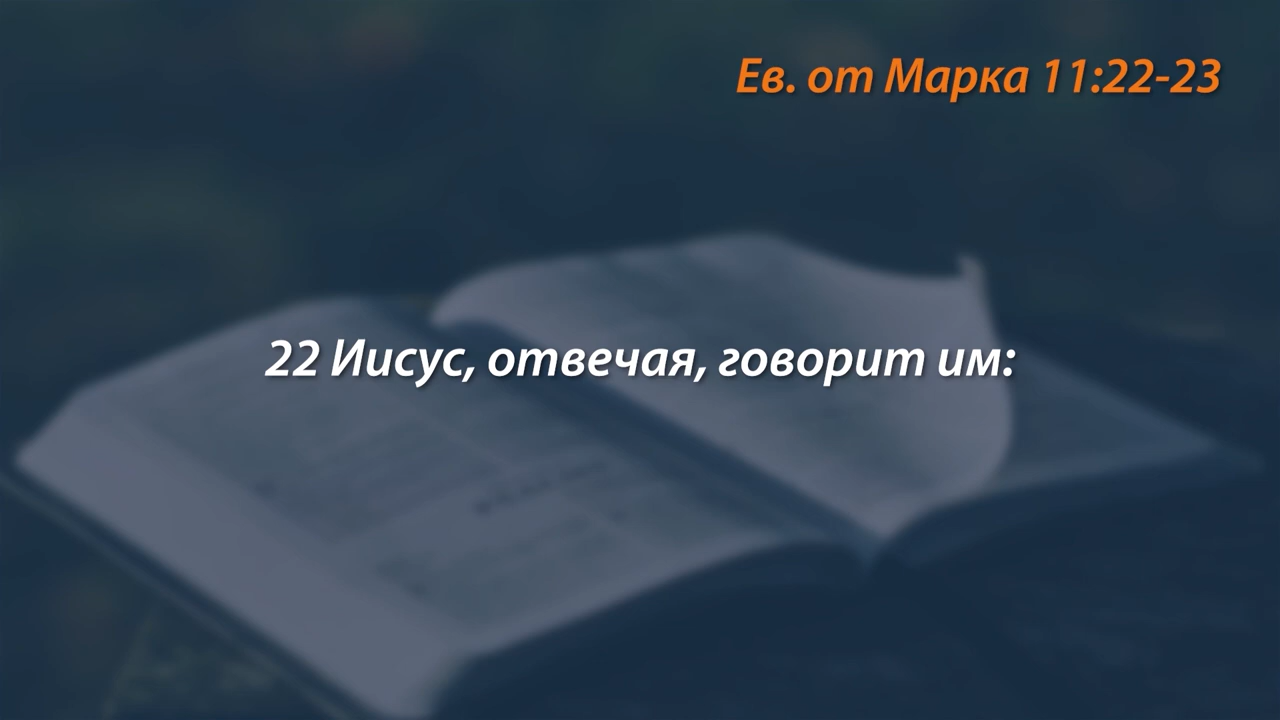 Ев. от Марка 11:22-23
22 Иисус, отвечая, говорит им: